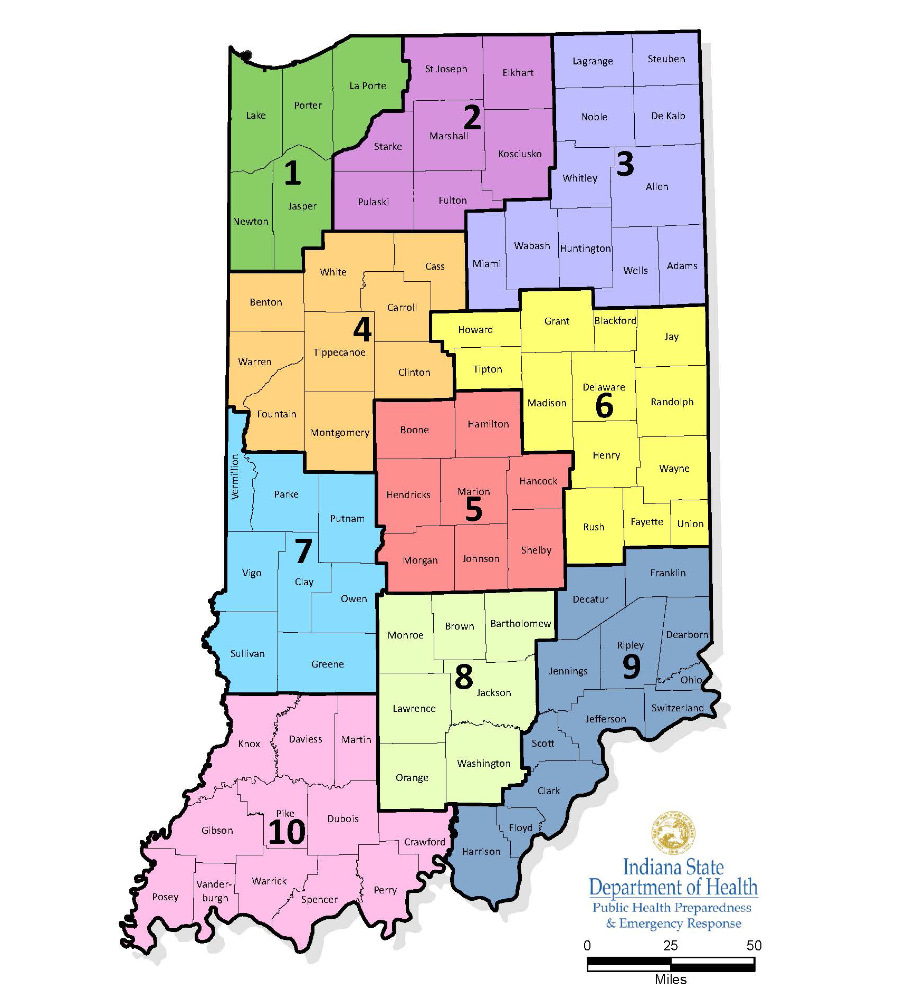 Lake
Porter
La Porte
1
Newton
Jasper
St Joseph
Elkhart
2
Starke
Marshall
Kosciusko
Pulaski
Fulton
Lagrange
Steuben
Noble
De Kalb
3
Whitley
Allen
Miami
Wabash
Huntington
Wells
Adams
White
Cass
Benton
Carroll
4
Warren
Tippecanoe
Clinton
Fountain
Montgomery
Howard
Grant
Blackford
Jay
Tipton
Madison
Delaware
6
Randolph
Henry
Wayne
Rush
Fayette
Union
Boone
Hamilton
Hendricks
Marion
5
Hancock
Morgan
Johnson
Shelby
Vermillion
Parke
Putnam
7
Vigo
Clay
Owen
Sullivan
Greene
Monroe
Brown
Bartholomew
8
Lawrence
Jackson
Orange
Washington
Decatur
Franklin
Jennings
Ripley
9
Dearborn
Ohio
Switzerland
Jefferson
Scott
Clark
Floyd
Harrison
Knox
Daviess
Martin
Gibson
Pike
10
Dubois
Crawford
Posey
Vander-
burgh
Warrick
Spencer
Perry
Indiana State
Department of Health
Public Health Preparedness
& Emergency Response
0 25 50
Miles